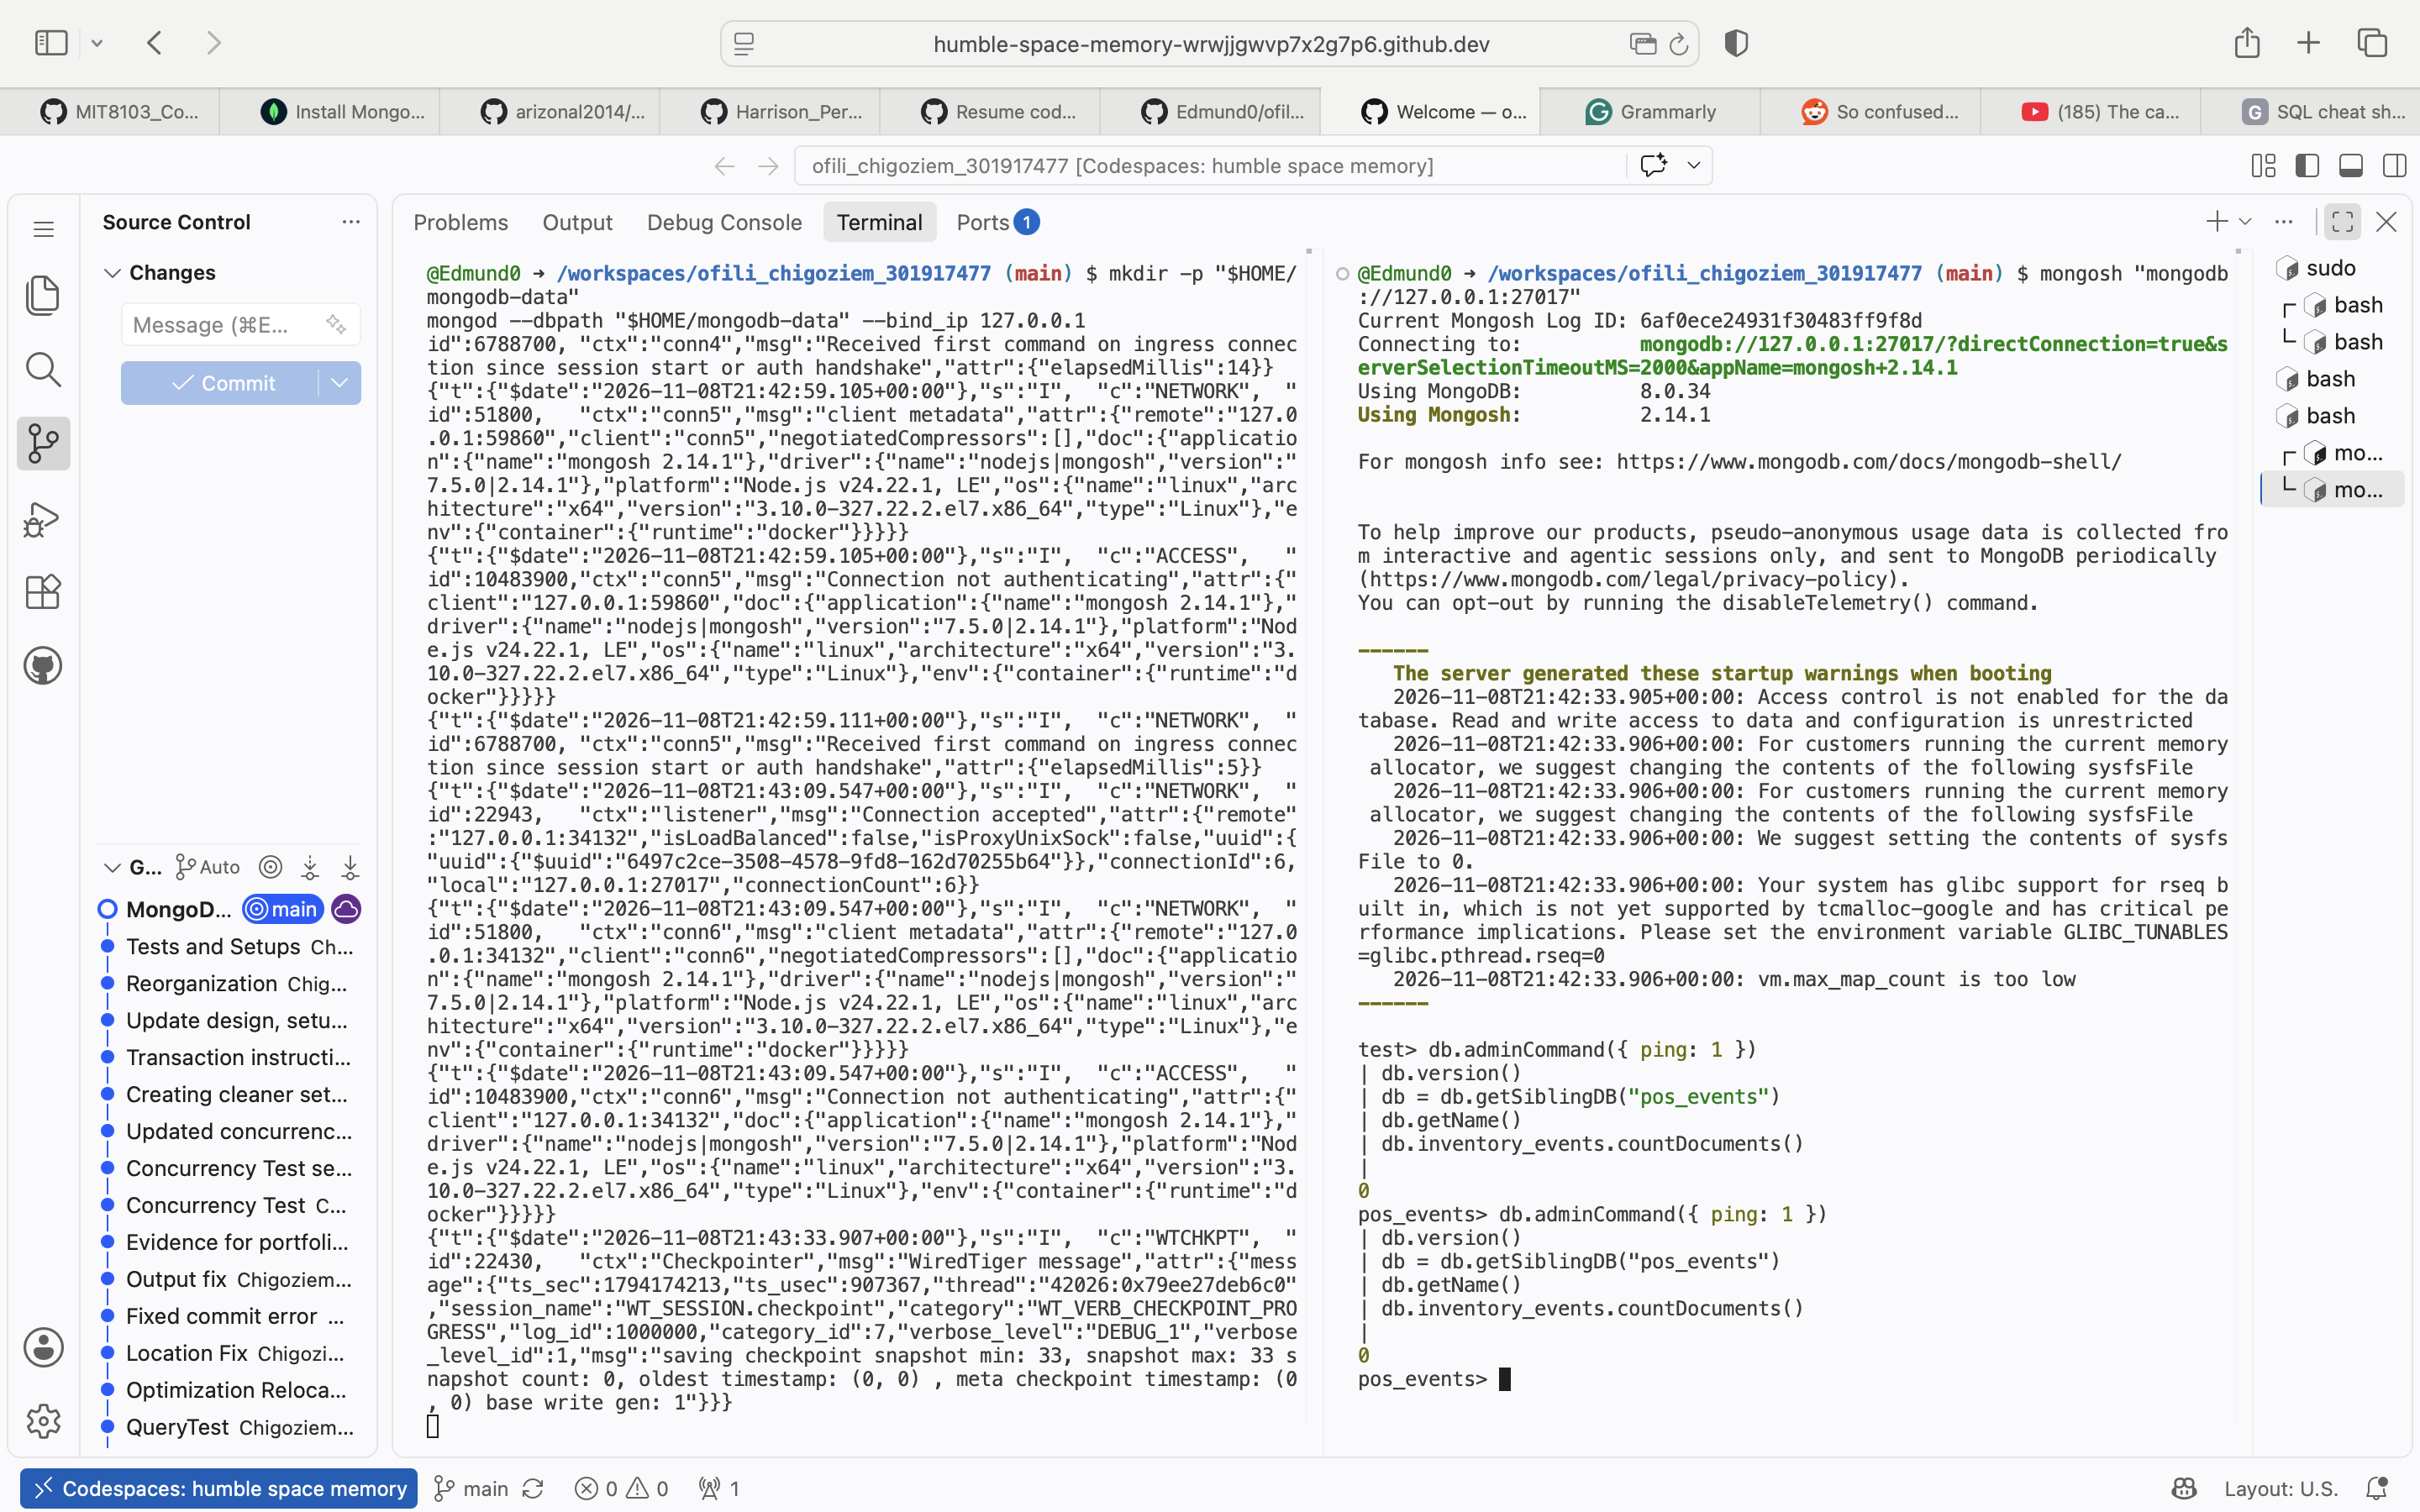 humble-space-memory-wrwjjgwvp7x2g7p6.github.dev
MIT8103_Co...
Install Mongo...
arizonal2014/...
Harrison_Per...
Resume cod...
Edmund0/ofil...
Welcome — o...
Grammarly
So confused...
(185) The ca...
SQL cheat sh...
ofili_chigoziem_301917477 [Codespaces: humble space memory]
Source Control
Changes
Message (⌘E...
Commit
G...
Auto
MongoD... main
Tests and Setups Ch...
Reorganization Chig...
Update design, setu...
Transaction instructi...
Creating cleaner set...
Updated concurrenc...
Concurrency Test se...
Concurrency Test C...
Evidence for portfoli...
Output fix Chigoziem...
Fixed commit error ...
Location Fix Chigozi...
Optimization Reloca...
QueryTest Chigoziem...
Problems
Output
Debug Console
Terminal
Ports 1
@Edmund0 ➜ /workspaces/ofili_chigoziem_301917477 (main) $ mkdir -p "$HOME/
mongodb-data"
mongod --dbpath "$HOME/mongodb-data" --bind_ip 127.0.0.1
id":6788700, "ctx":"conn4","msg":"Received first command on ingress connec
tion since session start or auth handshake","attr":{"elapsedMillis":14}}
{"t":{"$date":"2026-11-08T21:42:59.105+00:00"},"s":"I",  "c":"NETWORK",  "
id":51800,   "ctx":"conn5","msg":"client metadata","attr":{"remote":"127.0
.0.1:59860","client":"conn5","negotiatedCompressors":[],"doc":{"applicatio
n":{"name":"mongosh 2.14.1"},"driver":{"name":"nodejs|mongosh","version":"
7.5.0|2.14.1"},"platform":"Node.js v24.22.1, LE","os":{"name":"linux","arc
hitecture":"x64","version":"3.10.0-327.22.2.el7.x86_64","type":"Linux"},"e
nv":{"container":{"runtime":"docker"}}}}}
{"t":{"$date":"2026-11-08T21:42:59.105+00:00"},"s":"I",  "c":"ACCESS",   "
id":10483900,"ctx":"conn5","msg":"Connection not authenticating","attr":{"
client":"127.0.0.1:59860","doc":{"application":{"name":"mongosh 2.14.1"},"
driver":{"name":"nodejs|mongosh","version":"7.5.0|2.14.1"},"platform":"Nod
e.js v24.22.1, LE","os":{"name":"linux","architecture":"x64","version":"3.
10.0-327.22.2.el7.x86_64","type":"Linux"},"env":{"container":{"runtime":"d
ocker"}}}}}
{"t":{"$date":"2026-11-08T21:42:59.111+00:00"},"s":"I",  "c":"NETWORK",  "
id":6788700, "ctx":"conn5","msg":"Received first command on ingress connec
tion since session start or auth handshake","attr":{"elapsedMillis":5}}
{"t":{"$date":"2026-11-08T21:43:09.547+00:00"},"s":"I",  "c":"NETWORK",  "
id":22943,   "ctx":"listener","msg":"Connection accepted","attr":{"remote"
:"127.0.0.1:34132","isLoadBalanced":false,"isProxyUnixSock":false,"uuid":{
"uuid":{"$uuid":"6497c2ce-3508-4578-9fd8-162d70255b64"}},"connectionId":6,
"local":"127.0.0.1:27017","connectionCount":6}}
{"t":{"$date":"2026-11-08T21:43:09.547+00:00"},"s":"I",  "c":"NETWORK",  "
id":51800,   "ctx":"conn6","msg":"client metadata","attr":{"remote":"127.0
.0.1:34132","client":"conn6","negotiatedCompressors":[],"doc":{"applicatio
n":{"name":"mongosh 2.14.1"},"driver":{"name":"nodejs|mongosh","version":"
7.5.0|2.14.1"},"platform":"Node.js v24.22.1, LE","os":{"name":"linux","arc
hitecture":"x64","version":"3.10.0-327.22.2.el7.x86_64","type":"Linux"},"e
nv":{"container":{"runtime":"docker"}}}}}
{"t":{"$date":"2026-11-08T21:43:09.547+00:00"},"s":"I",  "c":"ACCESS",   "
id":10483900,"ctx":"conn6","msg":"Connection not authenticating","attr":{"
client":"127.0.0.1:34132","doc":{"application":{"name":"mongosh 2.14.1"},"
driver":{"name":"nodejs|mongosh","version":"7.5.0|2.14.1"},"platform":"Nod
e.js v24.22.1, LE","os":{"name":"linux","architecture":"x64","version":"3.
10.0-327.22.2.el7.x86_64","type":"Linux"},"env":{"container":{"runtime":"d
ocker"}}}}}
{"t":{"$date":"2026-11-08T21:43:33.907+00:00"},"s":"I",  "c":"WTCHKPT",  "
id":22430,   "ctx":"Checkpointer","msg":"WiredTiger message","attr":{"mess
age":{"ts_sec":1794174213,"ts_usec":907367,"thread":"42026:0x79ee27deb6c0"
,"session_name":"WT_SESSION.checkpoint","category":"WT_VERB_CHECKPOINT_PRO
GRESS","log_id":1000000,"category_id":7,"verbose_level":"DEBUG_1","verbose
_level_id":1,"msg":"saving checkpoint snapshot min: 33, snapshot max: 33 s
napshot count: 0, oldest timestamp: (0, 0) , meta checkpoint timestamp: (0
, 0) base write gen: 1"}}}
@Edmund0 ➜ /workspaces/ofili_chigoziem_301917477 (main) $ mongosh "mongodb
://127.0.0.1:27017"
Current Mongosh Log ID: 6af0ece24931f30483ff9f8d
Connecting to:          mongodb://127.0.0.1:27017/?directConnection=true&s
erverSelectionTimeoutMS=2000&appName=mongosh+2.14.1
Using MongoDB:          8.0.34
Using Mongosh:          2.14.1
For mongosh info see: https://www.mongodb.com/docs/mongodb-shell/
To help improve our products, pseudo-anonymous usage data is collected fro
m interactive and agentic sessions only, and sent to MongoDB periodically
(https://www.mongodb.com/legal/privacy-policy).
You can opt-out by running the disableTelemetry() command.
------
The server generated these startup warnings when booting
2026-11-08T21:42:33.905+00:00: Access control is not enabled for the da
tabase. Read and write access to data and configuration is unrestricted
2026-11-08T21:42:33.906+00:00: For customers running the current memory
allocator, we suggest changing the contents of the following sysfsFile
2026-11-08T21:42:33.906+00:00: For customers running the current memory
allocator, we suggest changing the contents of the following sysfsFile
2026-11-08T21:42:33.906+00:00: We suggest setting the contents of sysfs
File to 0.
2026-11-08T21:42:33.906+00:00: Your system has glibc support for rseq b
uilt in, which is not yet supported by tcmalloc-google and has critical pe
rformance implications. Please set the environment variable GLIBC_TUNABLES
=glibc.pthread.rseq=0
2026-11-08T21:42:33.906+00:00: vm.max_map_count is too low
------
test> db.adminCommand({ ping: 1 })
| db.version()
| db = db.getSiblingDB("pos_events")
| db.getName()
| db.inventory_events.countDocuments()
|
0
pos_events> db.adminCommand({ ping: 1 })
| db.version()
| db = db.getSiblingDB("pos_events")
| db.getName()
| db.inventory_events.countDocuments()
|
0
pos_events>
sudo
bash
bash
bash
bash
mo...
mo...
Codespaces: humble space memory
main
0
0
1
Layout: U.S.